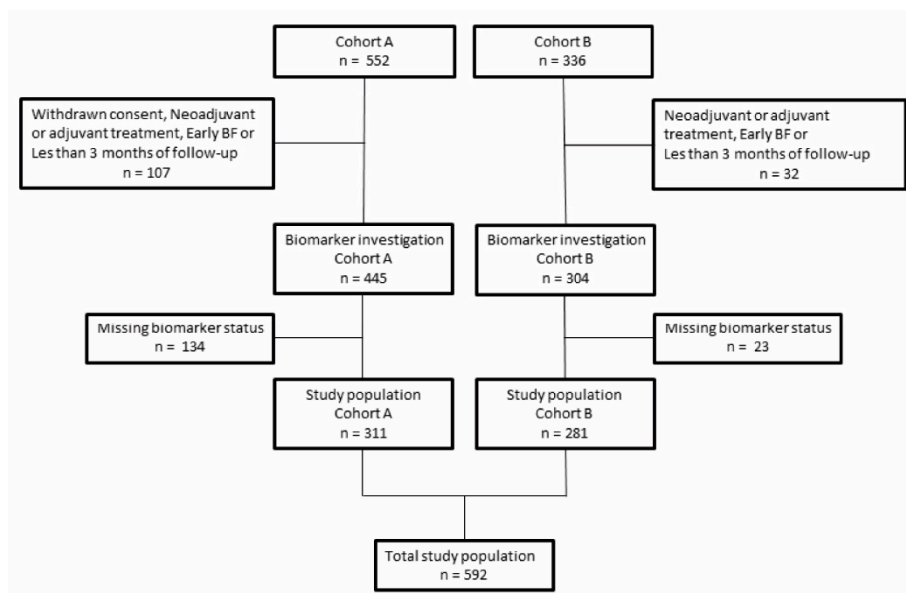 Cohort A
n = 552
Cohort B
n = 336
Withdrawn consent, Neoadjuvant
or adjuvant treatment, Early BF or
Less than 3 months of follow-up
n = 107
Neoadjuvant or adjuvant
treatment, Early BF or
Less than 3 months of follow-up
n = 32
Biomarker investigation
Cohort A
n = 445
Biomarker investigation
Cohort B
n = 304
Missing biomarker status
n = 134
Missing biomarker status
n = 23
Study population
Cohort A
n = 311
Study population
Cohort B
n = 281
Total study population
n = 592